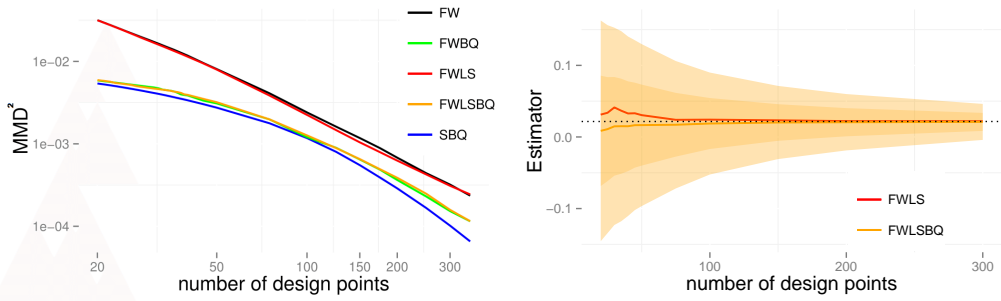 FW
FWBQ
FWLS
FWLSBQ
SBQ
MMD²
1e−02
1e−03
1e−04
20
50
100
150
200
300
number of design points
Estimator
0.1
0.0
−0.1
FWLS
FWLSBQ
100
200
300
number of design points